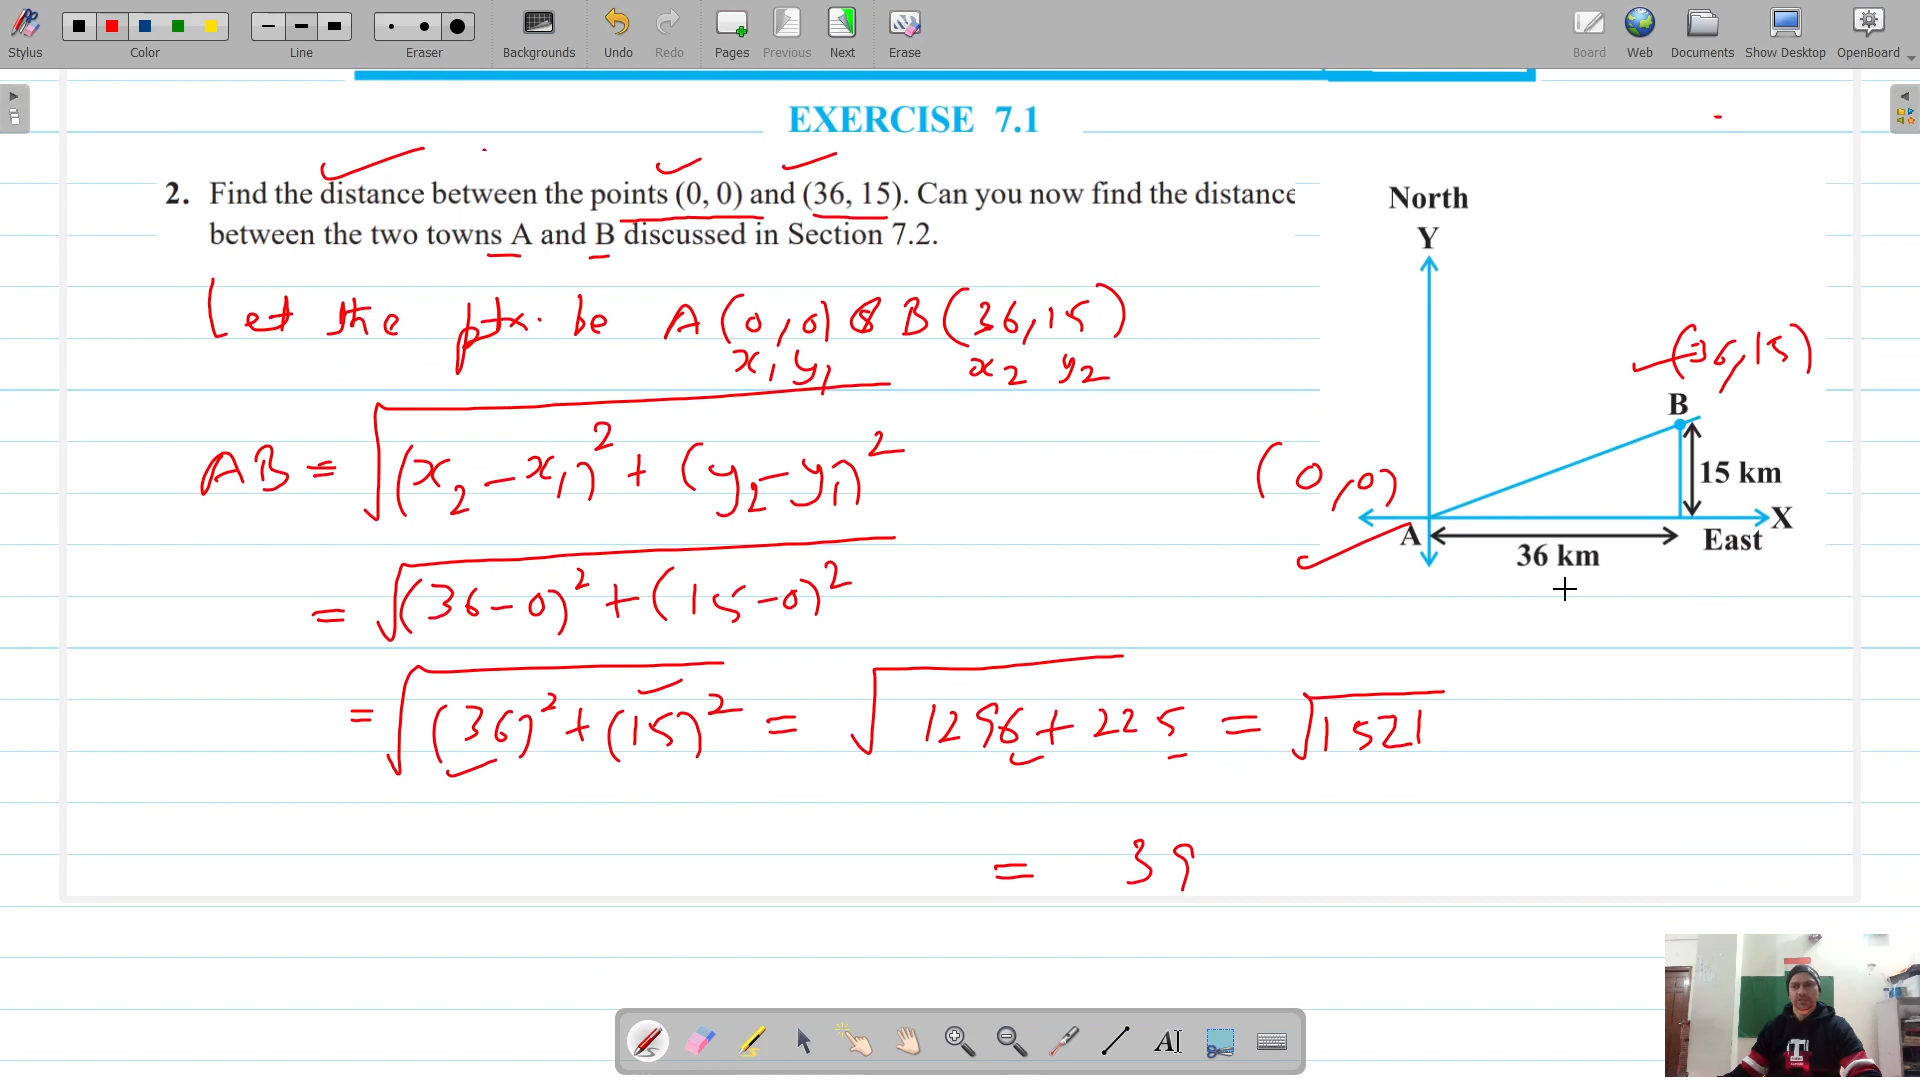 Stylus Color Line Eraser Backgrounds Undo Redo Pages Previous Next Erase Board Web Documents Show Desktop OpenBoard
EXERCISE 7.1
2. Find the distance between the points (0, 0) and (36, 15). Can you now find the distance
between the two towns A and B discussed in Section 7.2.
Let the pts. be A(0,0) & B(36,15)
x₁ y₁ x₂ y₂
AB = √(x₂ - x₁)² + (y₂ - y₁)²
= √(36-0)² + (15-0)²
= √(36)² + (15)² = √1296 + 225 = √1521
= 39
North
Y
(36,15)
B
(0,0)
15 km
X
A
36 km
East